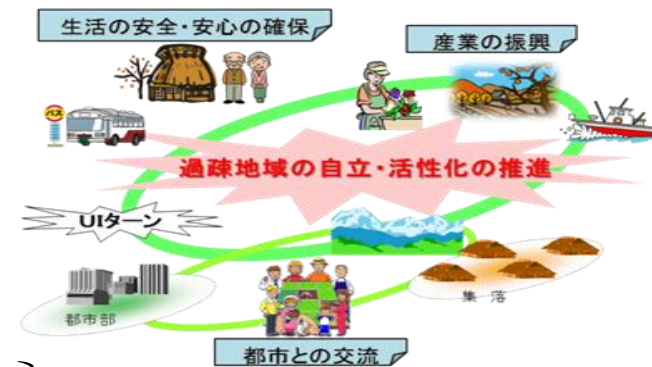 生活の安全・安心の確保
産業の振興
バス
過疎地域の自立・活性化の推進
UIターン
都市部
集 落
都市との交流